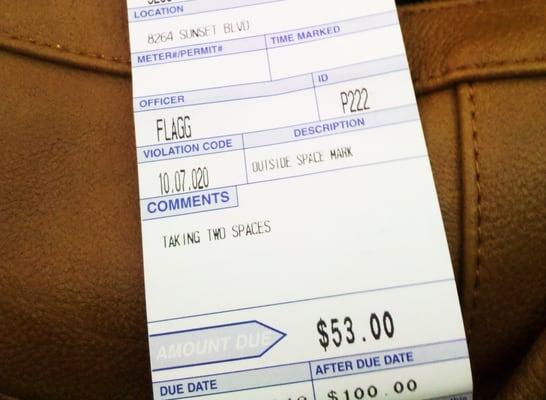 LOCATION
8264 SUNSET BLVD
METER#/PERMIT# TIME MARKED
OFFICER ID
FLAGG P222
VIOLATION CODE DESCRIPTION
10.07.020 OUTSIDE SPACE MARK
COMMENTS
TAKING TWO SPACES
AMOUNT DUE $53.00
DUE DATE AFTER DUE DATE
$100.00